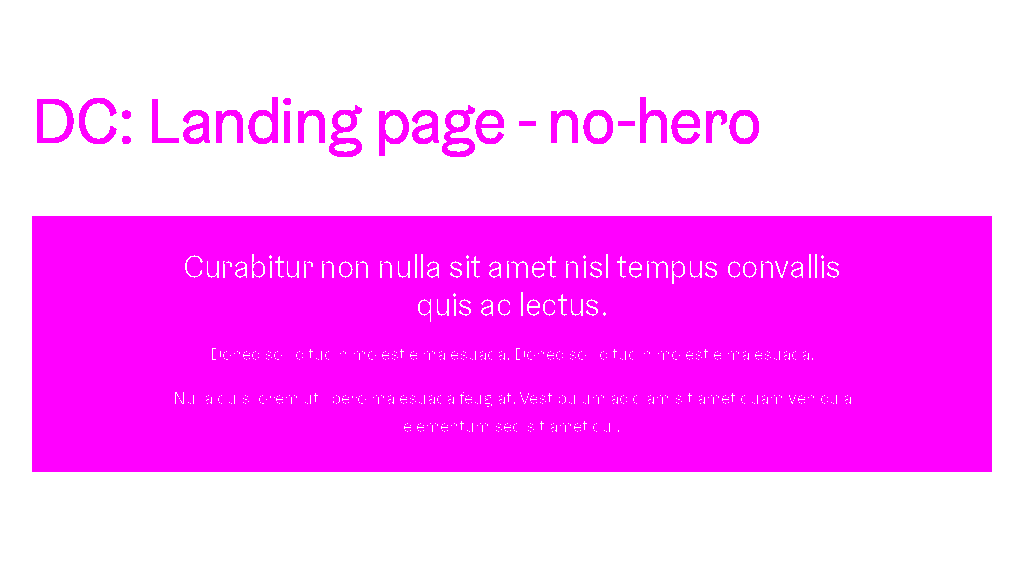 DC: Landing page - no-hero
Curabitur non nulla sit amet nisl tempus convallis
quis ac lectus.
Donec sollicitudin molestie malesuada. Donec sollicitudin molestie malesuada.
Nulla quis lorem ut libero malesuada feugiat. Vestibulum ac diam sit amet quam vehicula
elementum sed sit amet dui.